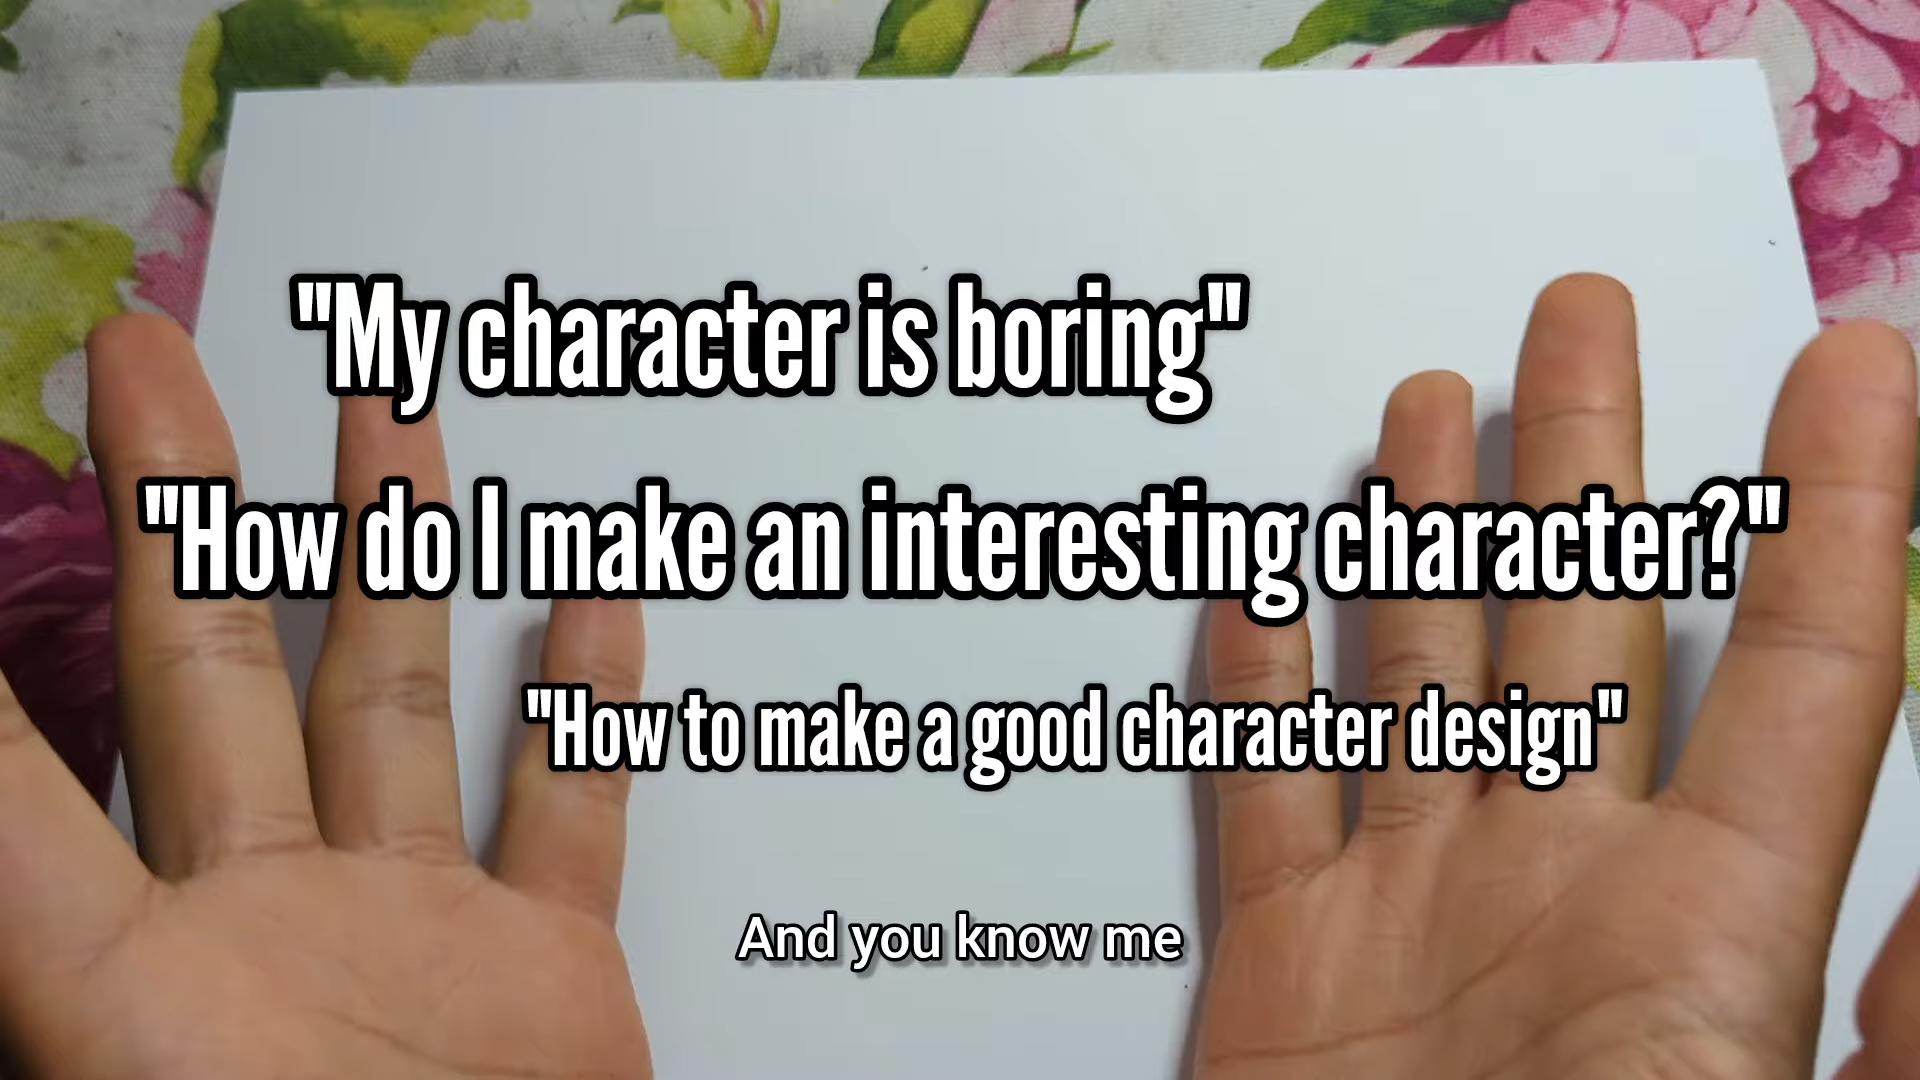 "My character is boring"
"How do I make an interesting character?"
"How to make a good character design"
And you know me